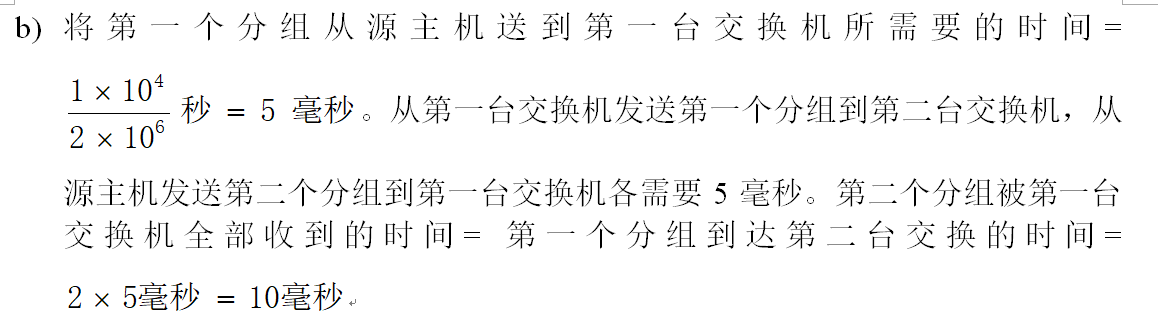 b) 将第一个分组从源主机送到第一台交换机所需要的时间=
1 × 10⁴ / 2 × 10⁶ 秒 = 5 毫秒。从第一台交换机发送第一个分组到第二台交换机，从
源主机发送第二个分组到第一台交换机各需要 5 毫秒。第二个分组被第一台
交换机全部收到的时间= 第一个分组到达第二台交换的时间=
2 × 5毫秒 = 10毫秒